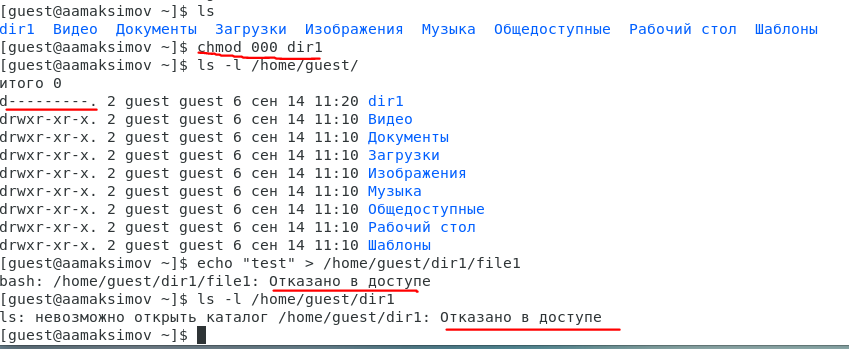 [guest@aamaksimov ~]$ ls
dir1 Видео Документы Загрузки Изображения Музыка Общедоступные Рабочий стол Шаблоны
[guest@aamaksimov ~]$ chmod 000 dir1
[guest@aamaksimov ~]$ ls -l /home/guest/
итого 0
d---------. 2 guest guest 6 сен 14 11:20 dir1
drwxr-xr-x. 2 guest guest 6 сен 14 11:10 Видео
drwxr-xr-x. 2 guest guest 6 сен 14 11:10 Документы
drwxr-xr-x. 2 guest guest 6 сен 14 11:10 Загрузки
drwxr-xr-x. 2 guest guest 6 сен 14 11:10 Изображения
drwxr-xr-x. 2 guest guest 6 сен 14 11:10 Музыка
drwxr-xr-x. 2 guest guest 6 сен 14 11:10 Общедоступные
drwxr-xr-x. 2 guest guest 6 сен 14 11:10 Рабочий стол
drwxr-xr-x. 2 guest guest 6 сен 14 11:10 Шаблоны
[guest@aamaksimov ~]$ echo "test" > /home/guest/dir1/file1
bash: /home/guest/dir1/file1: Отказано в доступе
[guest@aamaksimov ~]$ ls -l /home/guest/dir1
ls: невозможно открыть каталог /home/guest/dir1: Отказано в доступе
[guest@aamaksimov ~]$